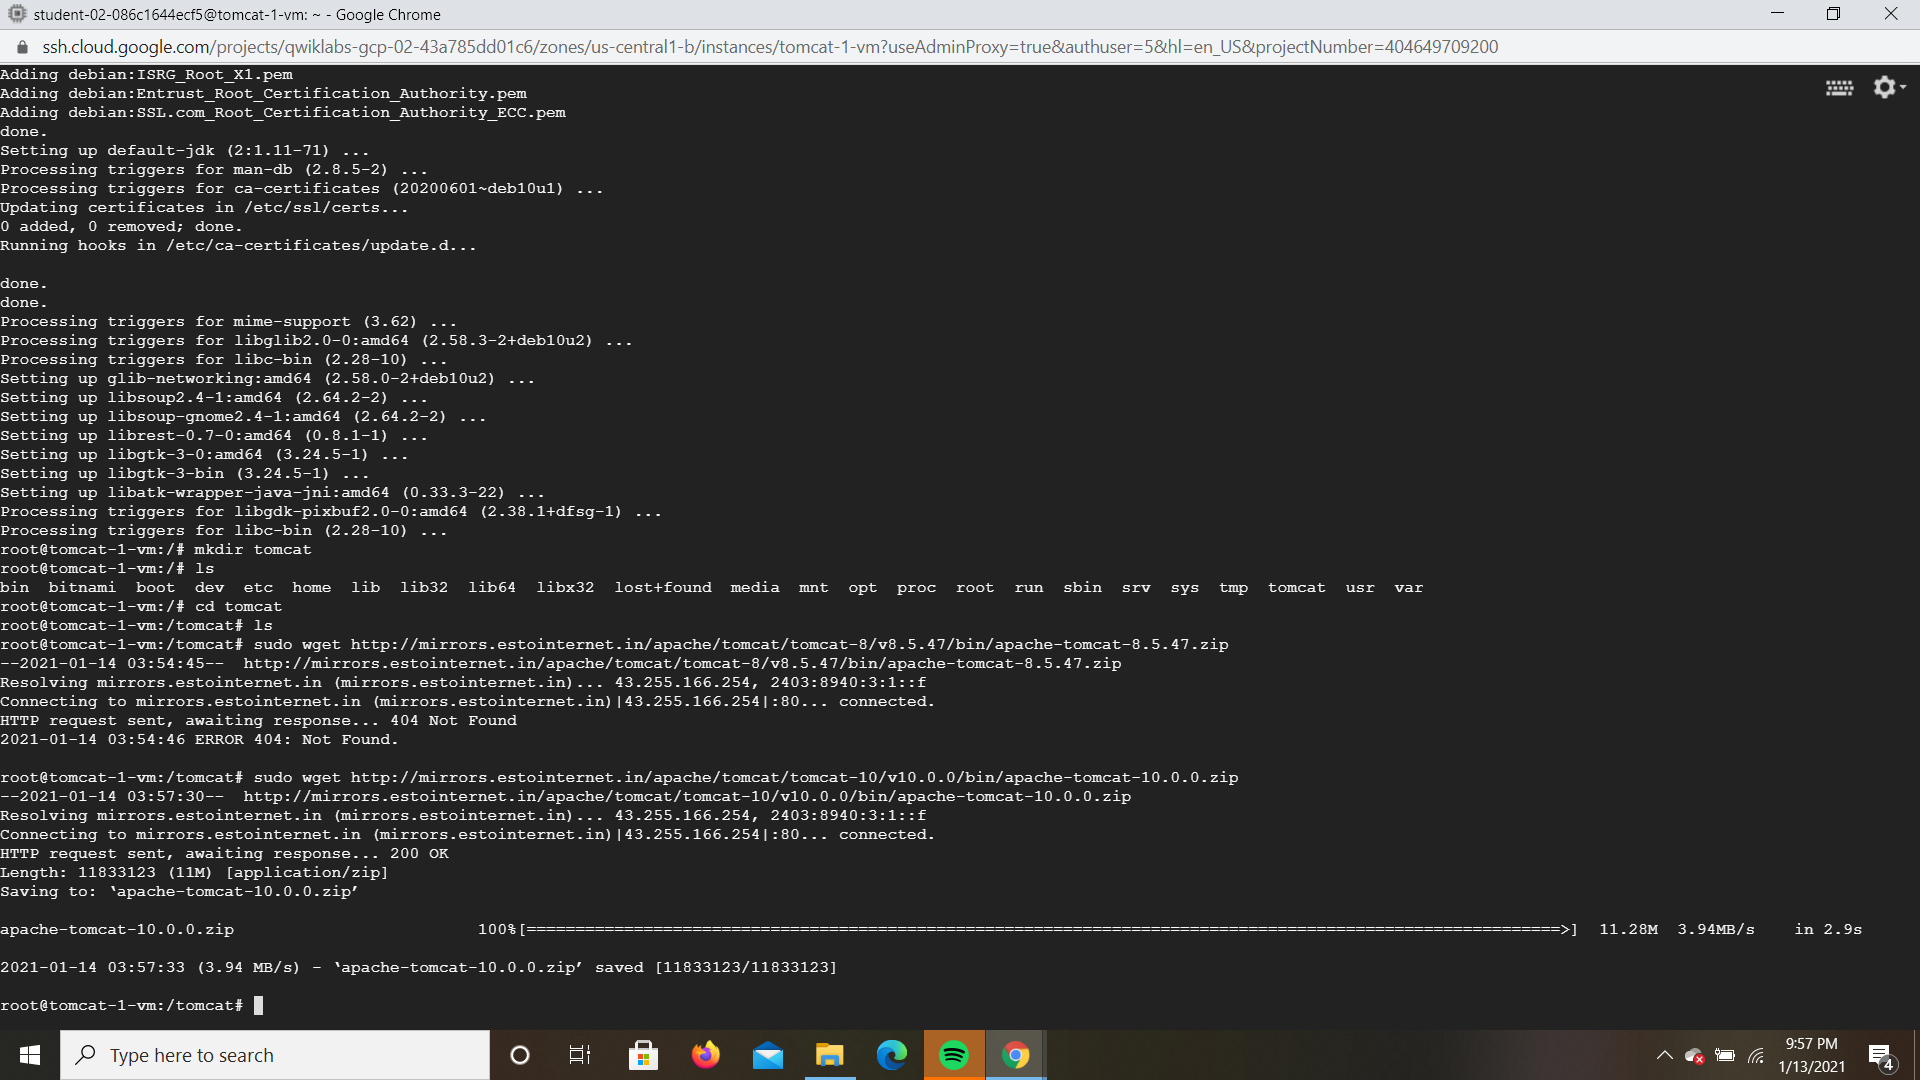 student-02-086c1644ecf5@tomcat-1-vm: ~ - Google Chrome
ssh.cloud.google.com/projects/qwiklabs-gcp-02-43a785dd01c6/zones/us-central1-b/instances/tomcat-1-vm?useAdminProxy=true&authuser=5&hl=en_US&projectNumber=404649709200
Adding debian:ISRG_Root_X1.pem
Adding debian:Entrust_Root_Certification_Authority.pem
Adding debian:SSL.com_Root_Certification_Authority_ECC.pem
done.
Setting up default-jdk (2:1.11-71) ...
Processing triggers for man-db (2.8.5-2) ...
Processing triggers for ca-certificates (20200601~deb10u1) ...
Updating certificates in /etc/ssl/certs...
0 added, 0 removed; done.
Running hooks in /etc/ca-certificates/update.d...
done.
done.
Processing triggers for mime-support (3.62) ...
Processing triggers for libglib2.0-0:amd64 (2.58.3-2+deb10u2) ...
Processing triggers for libc-bin (2.28-10) ...
Setting up glib-networking:amd64 (2.58.0-2+deb10u2) ...
Setting up libsoup2.4-1:amd64 (2.64.2-2) ...
Setting up libsoup-gnome2.4-1:amd64 (2.64.2-2) ...
Setting up librest-0.7-0:amd64 (0.8.1-1) ...
Setting up libgtk-3-0:amd64 (3.24.5-1) ...
Setting up libgtk-3-bin (3.24.5-1) ...
Setting up libatk-wrapper-java-jni:amd64 (0.33.3-22) ...
Processing triggers for libgdk-pixbuf2.0-0:amd64 (2.38.1+dfsg-1) ...
Processing triggers for libc-bin (2.28-10) ...
root@tomcat-1-vm:/# mkdir tomcat
root@tomcat-1-vm:/# ls
bin bitnami boot dev etc home lib lib32 lib64 libx32 lost+found media mnt opt proc root run sbin srv sys tmp tomcat usr var
root@tomcat-1-vm:/# cd tomcat
root@tomcat-1-vm:/tomcat# ls
root@tomcat-1-vm:/tomcat# sudo wget http://mirrors.estointernet.in/apache/tomcat/tomcat-8/v8.5.47/bin/apache-tomcat-8.5.47.zip
--2021-01-14 03:54:45-- http://mirrors.estointernet.in/apache/tomcat/tomcat-8/v8.5.47/bin/apache-tomcat-8.5.47.zip
Resolving mirrors.estointernet.in (mirrors.estointernet.in)... 43.255.166.254, 2403:8940:3:1::f
Connecting to mirrors.estointernet.in (mirrors.estointernet.in)|43.255.166.254|:80... connected.
HTTP request sent, awaiting response... 404 Not Found
2021-01-14 03:54:46 ERROR 404: Not Found.
root@tomcat-1-vm:/tomcat# sudo wget http://mirrors.estointernet.in/apache/tomcat/tomcat-10/v10.0.0/bin/apache-tomcat-10.0.0.zip
--2021-01-14 03:57:30-- http://mirrors.estointernet.in/apache/tomcat/tomcat-10/v10.0.0/bin/apache-tomcat-10.0.0.zip
Resolving mirrors.estointernet.in (mirrors.estointernet.in)... 43.255.166.254, 2403:8940:3:1::f
Connecting to mirrors.estointernet.in (mirrors.estointernet.in)|43.255.166.254|:80... connected.
HTTP request sent, awaiting response... 200 OK
Length: 11833123 (11M) [application/zip]
Saving to: ‘apache-tomcat-10.0.0.zip’
apache-tomcat-10.0.0.zip 100%[==========================================================================================================>] 11.28M 3.94MB/s in 2.9s
2021-01-14 03:57:33 (3.94 MB/s) - ‘apache-tomcat-10.0.0.zip’ saved [11833123/11833123]
root@tomcat-1-vm:/tomcat#
Type here to search
9:57 PM
1/13/2021
4